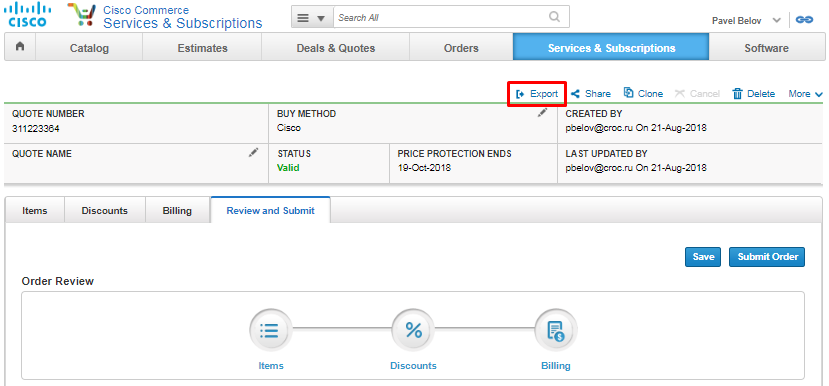 CISCO
Cisco Commerce
Services & Subscriptions
Search All
Pavel Belov
Catalog
Estimates
Deals & Quotes
Orders
Services & Subscriptions
Software
Export
Share
Clone
Cancel
Delete
More
QUOTE NUMBER
311223364
BUY METHOD
Cisco
CREATED BY
pbelov@croc.ru On 21-Aug-2018
QUOTE NAME
STATUS
Valid
PRICE PROTECTION ENDS
19-Oct-2018
LAST UPDATED BY
pbelov@croc.ru On 21-Aug-2018
Items
Discounts
Billing
Review and Submit
Save
Submit Order
Order Review
Items
Discounts
Billing